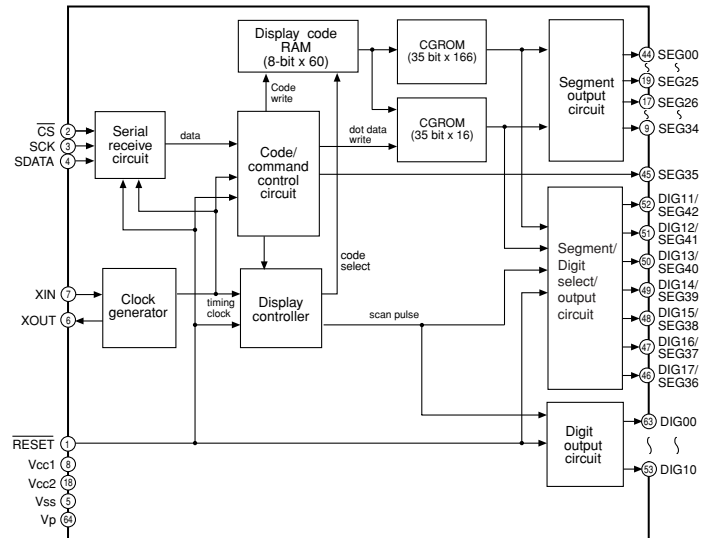 Display code
RAM
(8-bit x 60)
CGROM
(35 bit x 166)
CGROM
(35 bit x 16)
Segment
output
circuit
44 SEG00
19 SEG25
17 SEG26
9 SEG34
Code
write
CS 2
SCK 3
SDATA 4
Serial
receive
circuit
data
Code/
command
control
circuit
dot data
write
45 SEG35
52 DIG11/
SEG42
51 DIG12/
SEG41
50 DIG13/
SEG40
49 DIG14/
SEG39
48 DIG15/
SEG38
47 DIG16/
SEG37
46 DIG17/
SEG36
Segment/
Digit
select/
output
circuit
code
select
XIN 7
XOUT 6
Clock
generator
timing
clock
Display
controller
scan pulse
RESET 1
Vcc1 8
Vcc2 18
Vss 5
Vp 64
Digit
output
circuit
63 DIG00
53 DIG10